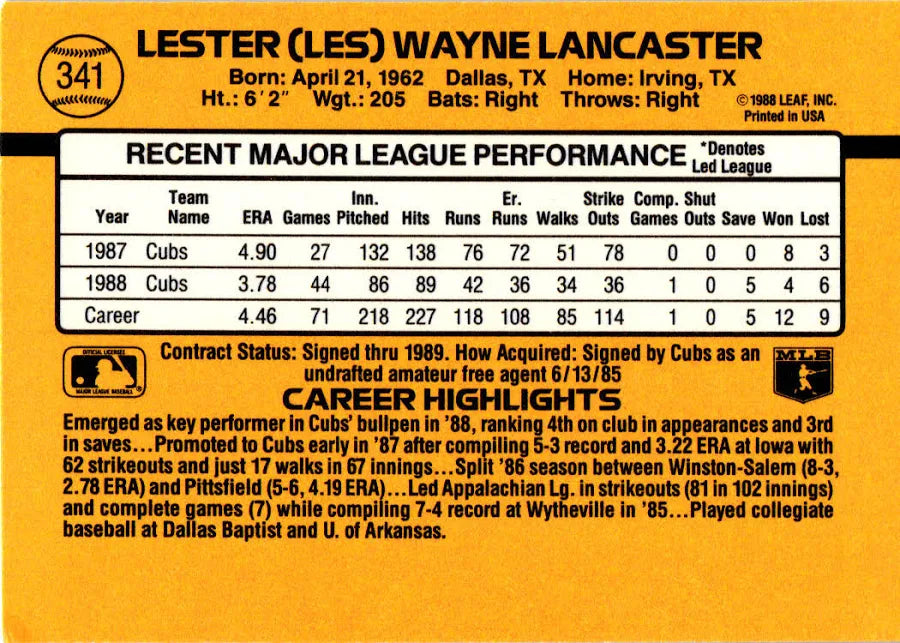 341
LESTER (LES) WAYNE LANCASTER
Born: April 21, 1962 Dallas, TX Home: Irving, TX
Ht.: 6'2" Wgt.: 205 Bats: Right Throws: Right
©1988 LEAF, INC.
Printed in USA
RECENT MAJOR LEAGUE PERFORMANCE *Denotes
Led League
Team Inn. Er. Strike Comp. Shut
Year Name ERA Games Pitched Hits Runs Runs Walks Outs Games Outs Save Won Lost
1987 Cubs 4.90 27 132 138 76 72 51 78 0 0 0 8 3
1988 Cubs 3.78 44 86 89 42 36 34 36 1 0 5 4 6
Career 4.46 71 218 227 118 108 85 114 1 0 5 12 9
OFFICIAL LICENSEE
MAJOR LEAGUE BASEBALL
Contract Status: Signed thru 1989. How Acquired: Signed by Cubs as an
undrafted amateur free agent 6/13/85
MLB
CAREER HIGHLIGHTS
Emerged as key performer in Cubs' bullpen in '88, ranking 4th on club in appearances and 3rd
in saves...Promoted to Cubs early in '87 after compiling 5-3 record and 3.22 ERA at Iowa with
62 strikeouts and just 17 walks in 67 innings...Split '86 season between Winston-Salem (8-3,
2.78 ERA) and Pittsfield (5-6, 4.19 ERA)...Led Appalachian Lg. in strikeouts (81 in 102 innings)
and complete games (7) while compiling 7-4 record at Wytheville in '85...Played collegiate
baseball at Dallas Baptist and U. of Arkansas.